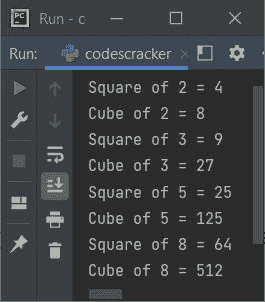 PC
Run - c
Run:
codescracker
Square of 2 = 4
Cube of 2 = 8
Square of 3 = 9
Cube of 3 = 27
Square of 5 = 25
Cube of 5 = 125
Square of 8 = 64
Cube of 8 = 512